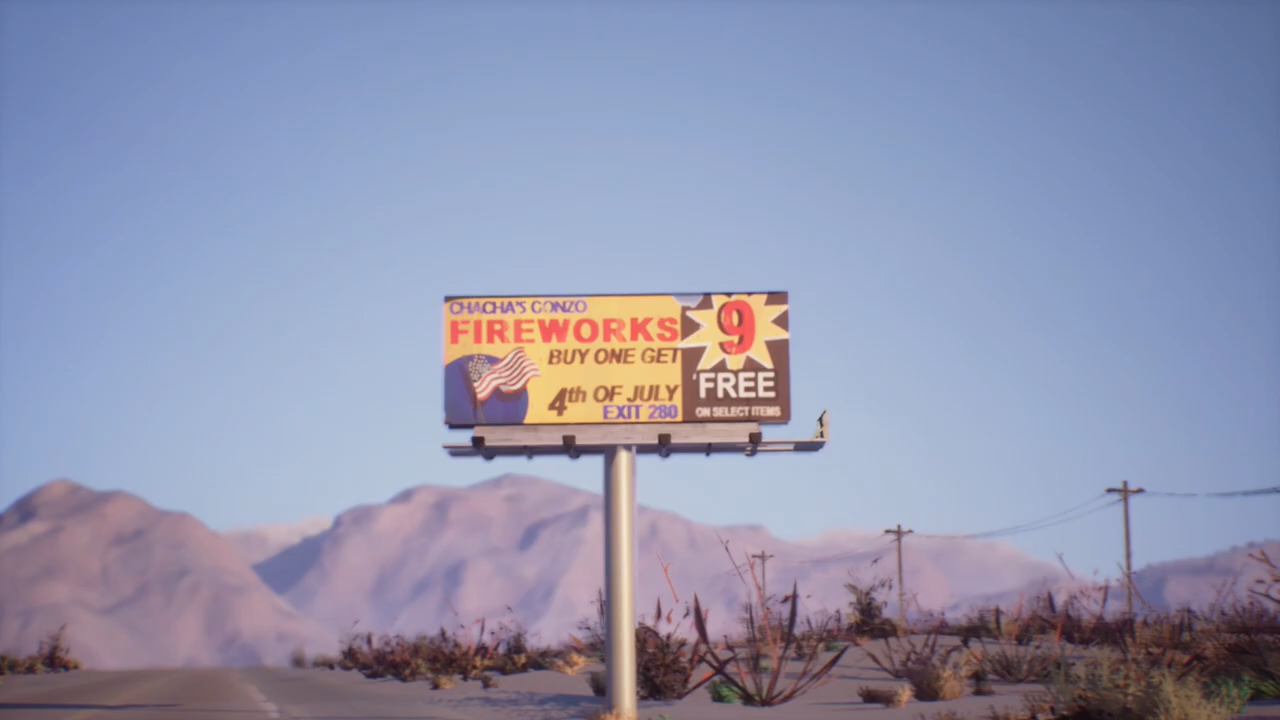 CHACHA'S GONZO
FIREWORKS
BUY ONE GET
9
FREE
ON SELECT ITEMS
4th OF JULY
EXIT 280